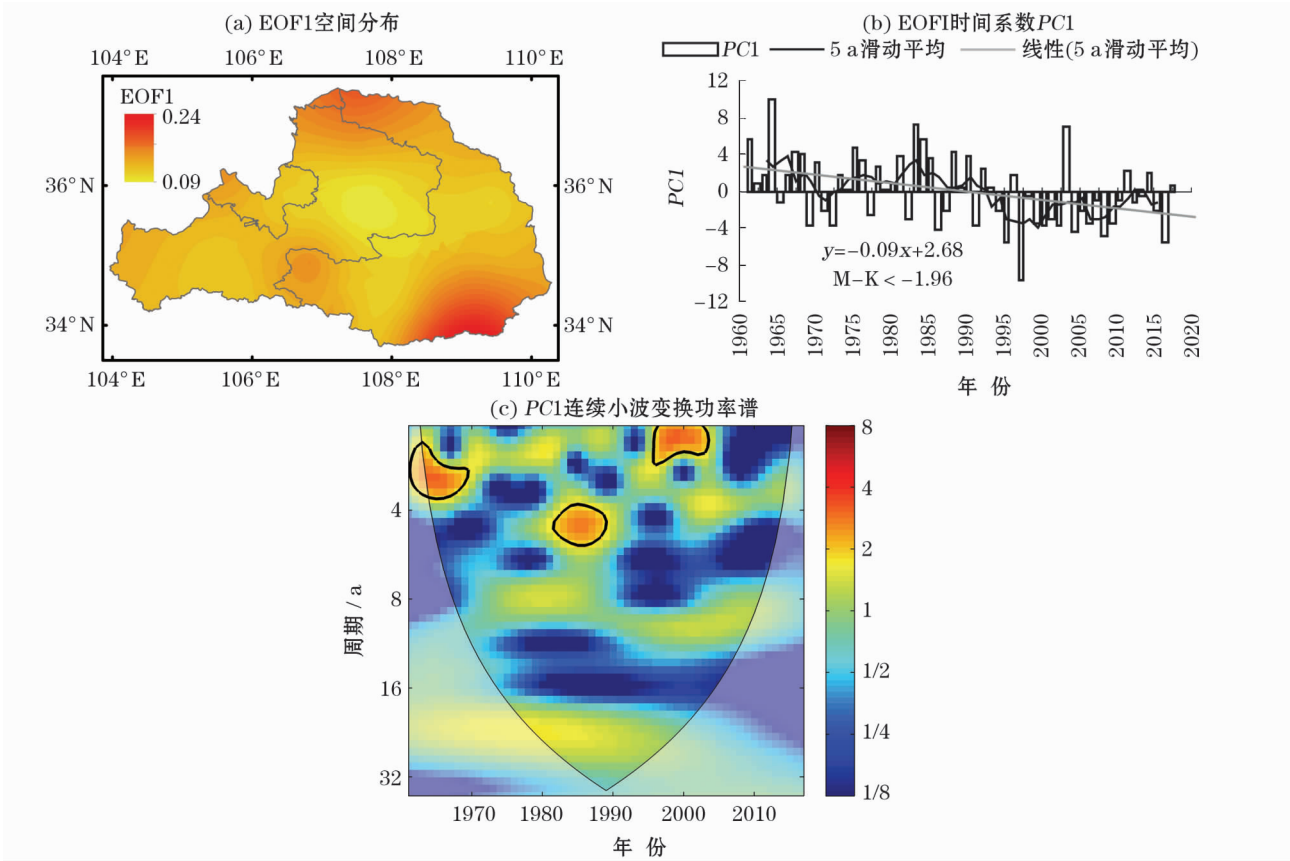 (a) EOF1空间分布
104°E 106°E 108°E 110°E
EOF1
0.24
0.09
36°N
34°N
36°N
34°N
104°E 106°E 108°E 110°E
(b) EOFI时间系数PC1
PC1 5 a滑动平均 线性(5 a滑动平均)
PC1
12
8
4
0
−4
−8
−12
y=−0.09x+2.68
M−K<−1.96
1960 1965 1970 1975 1980 1985 1990 1995 2000 2005 2010 2015 2020
年 份
(c) PC1连续小波变换功率谱
周期 / a
4
8
16
32
1970 1980 1990 2000 2010
年 份
8
4
2
1
1/2
1/4
1/8